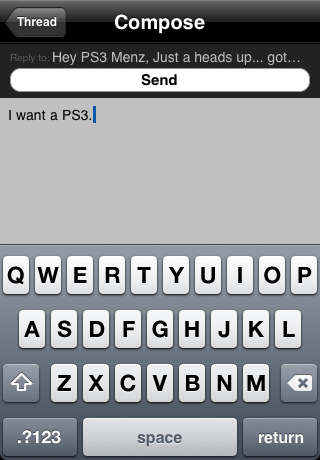 Thread
Compose
Reply to: Hey PS3 Menz, Just a heads up... got...
Send
I want a PS3.
Q W E R T Y U I O P
A S D F G H J K L
Z X C V B N M
.?123 space return